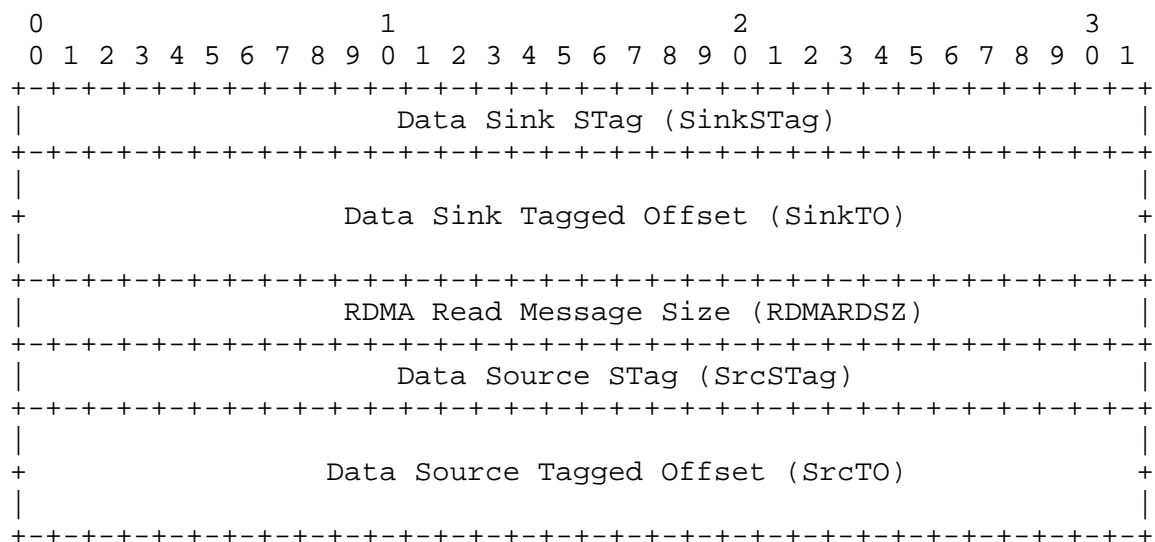 0                   1                   2                   3
 0 1 2 3 4 5 6 7 8 9 0 1 2 3 4 5 6 7 8 9 0 1 2 3 4 5 6 7 8 9 0 1
+-+-+-+-+-+-+-+-+-+-+-+-+-+-+-+-+-+-+-+-+-+-+-+-+-+-+-+-+-+-+-+-+
|                     Data Sink STag (SinkSTag)                 |
+-+-+-+-+-+-+-+-+-+-+-+-+-+-+-+-+-+-+-+-+-+-+-+-+-+-+-+-+-+-+-+-+
|                                                               |
+                  Data Sink Tagged Offset (SinkTO)             +
|                                                               |
+-+-+-+-+-+-+-+-+-+-+-+-+-+-+-+-+-+-+-+-+-+-+-+-+-+-+-+-+-+-+-+-+
|                  RDMA Read Message Size (RDMARDSZ)            |
+-+-+-+-+-+-+-+-+-+-+-+-+-+-+-+-+-+-+-+-+-+-+-+-+-+-+-+-+-+-+-+-+
|                     Data Source STag (SrcSTag)                |
+-+-+-+-+-+-+-+-+-+-+-+-+-+-+-+-+-+-+-+-+-+-+-+-+-+-+-+-+-+-+-+-+
|                                                               |
+                 Data Source Tagged Offset (SrcTO)             +
|                                                               |
+-+-+-+-+-+-+-+-+-+-+-+-+-+-+-+-+-+-+-+-+-+-+-+-+-+-+-+-+-+-+-+-+